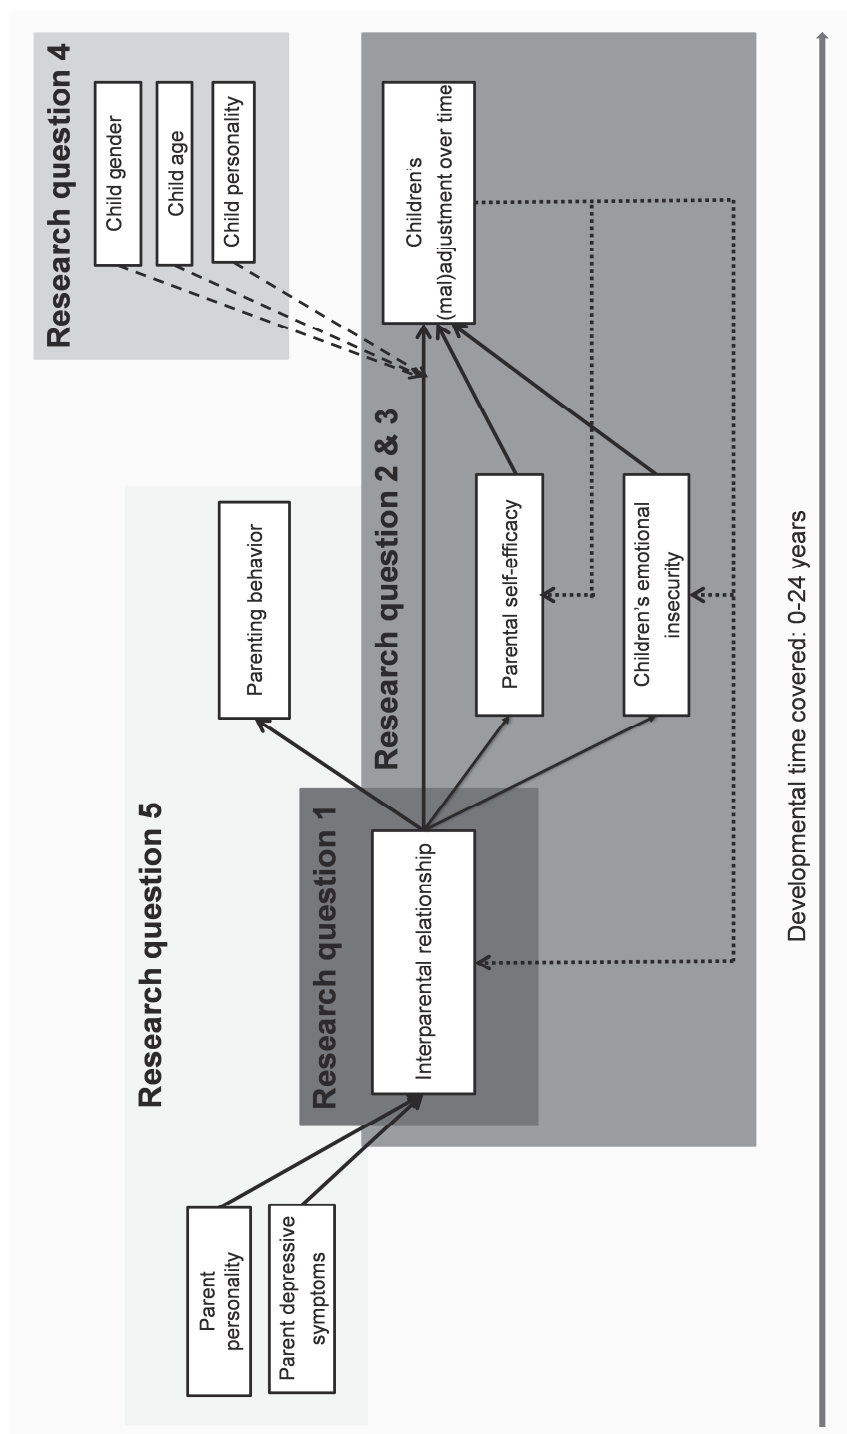 Research question 4
Child gender
Child age
Child personality
Research question 5
Parenting behavior
Parent
personality
Parent depressive
symptoms
Research question 1
Interparental relationship
Research question 2 & 3
Children's
(mal)adjustment over time
Parental self-efficacy
Children's emotional
insecurity
Developmental time covered: 0-24 years